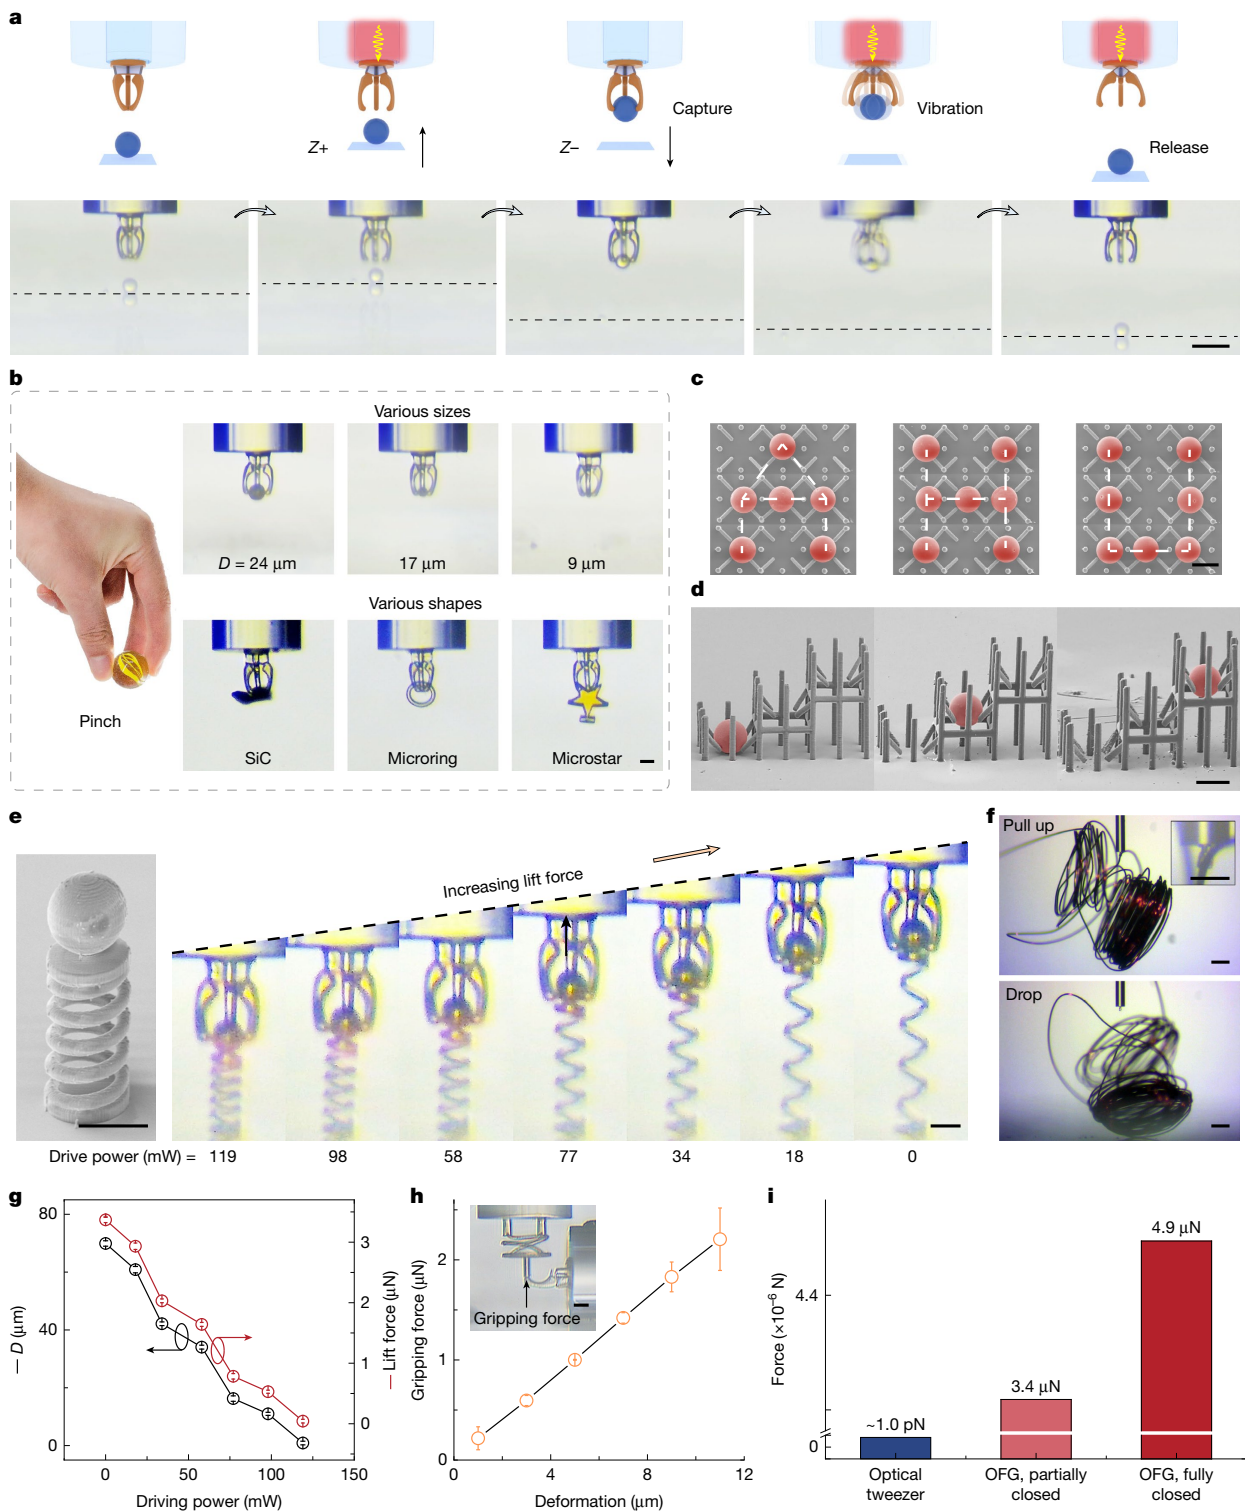 a
Z+
Z−
Capture
Vibration
Release
b
Various sizes
D = 24 μm
17 μm
9 μm
Various shapes
Pinch
SiC
Microring
Microstar
c
d
e
Increasing lift force
Drive power (mW) = 119 98 58 77 34 18 0
f
Pull up
Drop
g
80
40
0
D (μm)
3
2
1
0
Lift force (μN)
0 50 100 150
Driving power (mW)
h
2
1
0
Gripping force (μN)
Gripping force
0 4 8 12
Deformation (μm)
i
Force (×10⁻⁶ N)
4.4
0
~1.0 pN
3.4 μN
4.9 μN
Optical
tweezer
OFG, partially
closed
OFG, fully
closed